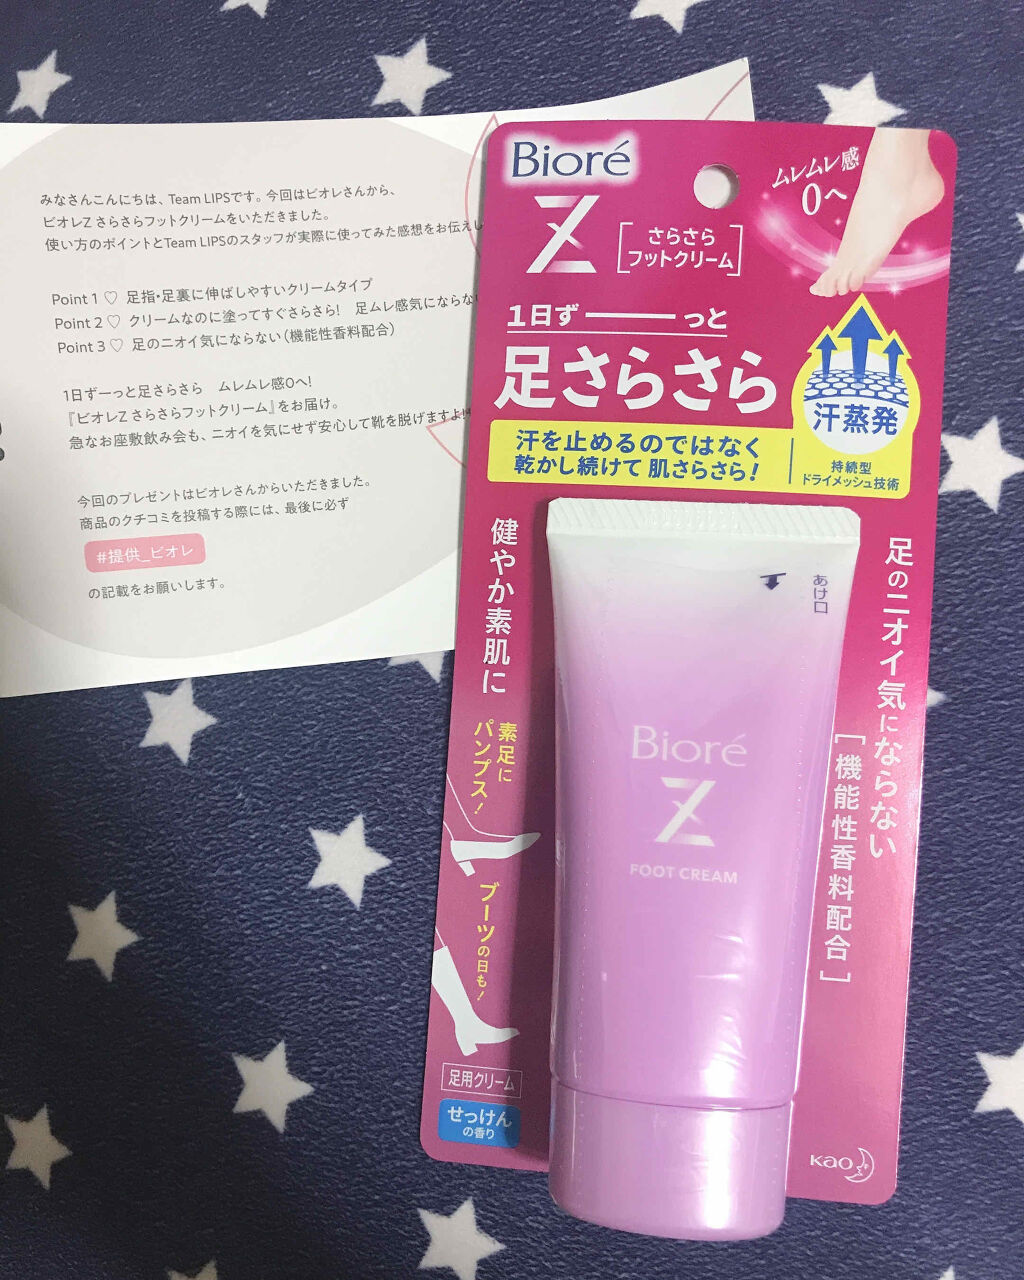 みなさんこんにちは、Team LIPSです。今回はビオレさんから、
ビオレZ さらさらフットクリームをいただきました。
使い方のポイントとTeam LIPSのスタッフが実際に使ってみた感想をお伝えし
Point 1 ♡ 足指・足裏に伸ばしやすいクリームタイプ
Point 2 ♡ クリームなのに塗ってすぐさらさら! 足ムレ感気にならない
Point 3 ♡ 足のニオイ気にならない(機能性香料配合)
1日ずーっと足さらさら ムレムレ感0へ!
『ビオレZ さらさらフットクリーム』をお届け。
急なお座敷飲み会も、ニオイを気にせず安心して靴を脱げますよ!
今回のプレゼントはビオレさんからいただきました。
商品のクチコミを投稿する際には、最後に必ず
#提供_ビオレ
の記載をお願いします。
Bioré
Z
[さらさら
フットクリーム]
ムレムレ感
0へ
1日ず――っと
足さらさら
汗を止めるのではなく
乾かし続けて 肌さらさら!
汗蒸発
持続型
ドライメッシュ技術
健やか素肌に
素足に
パンプス!
ブーツの日も!
足用クリーム
せっけん
の香り
あけ口
Bioré
Z
FOOT CREAM
足のニオイ気にならない
[機能性香料配合]
Kao